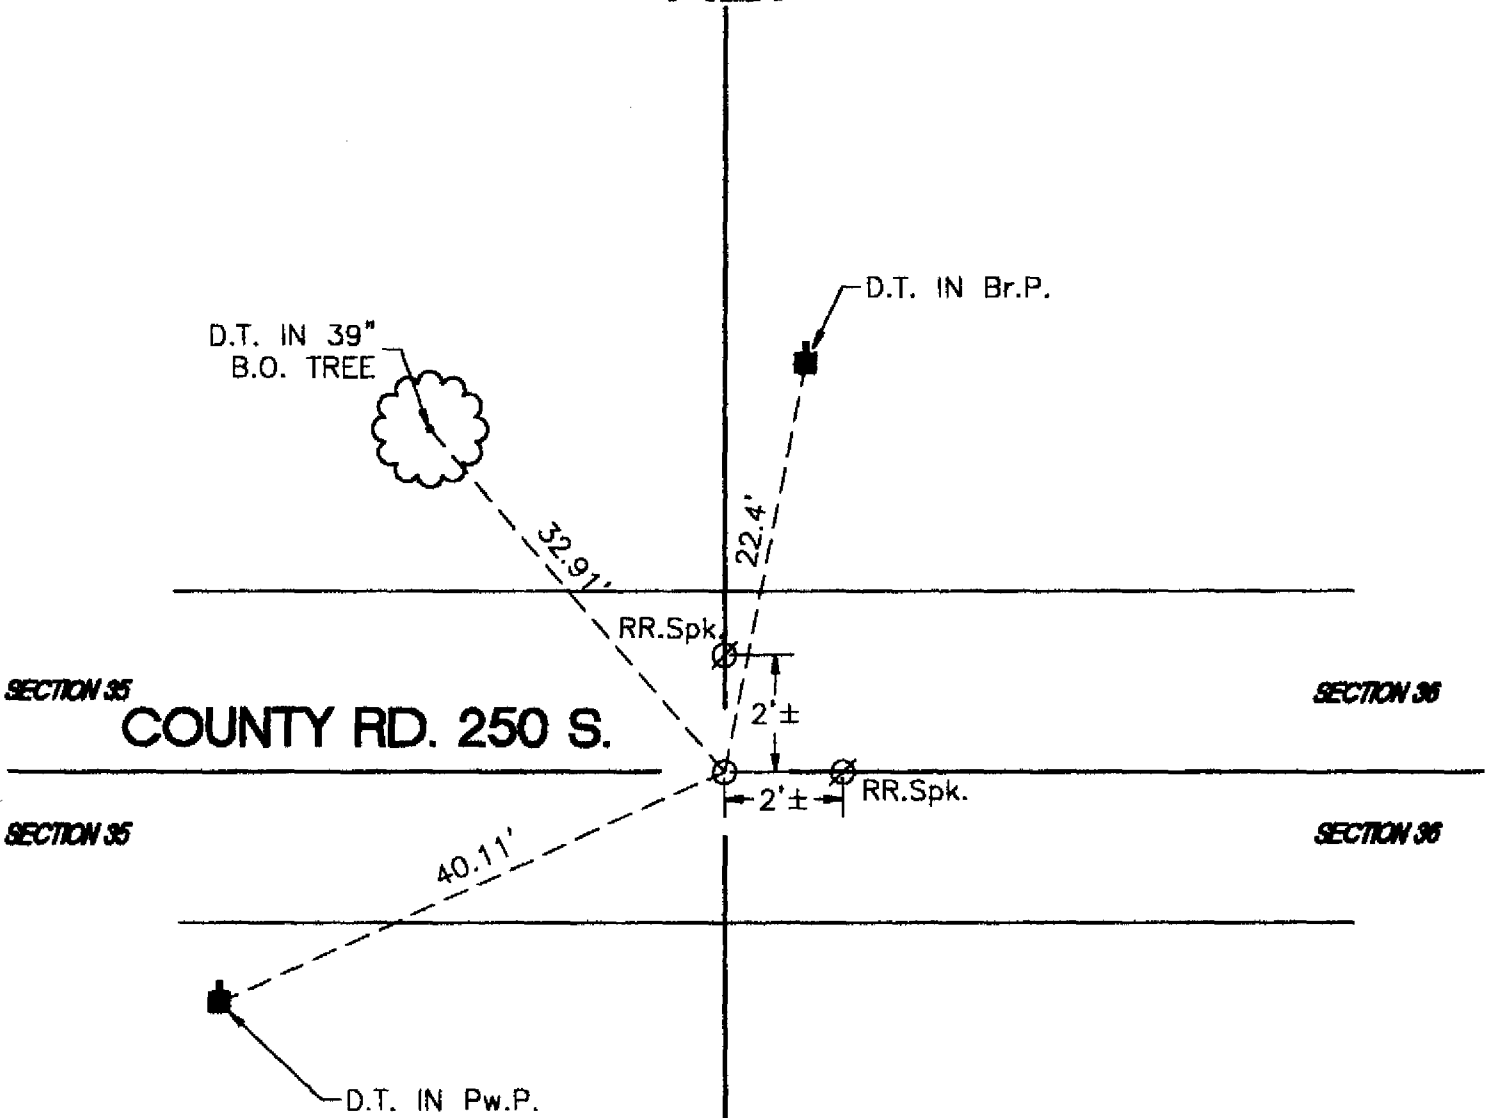 D.T. IN Br.P.
D.T. IN 39"
B.O. TREE
32.91'
22.4'
RR.Spk.
SECTION 35
SECTION 36
COUNTY RD. 250 S.
2'±
2'±
RR.Spk.
SECTION 35
SECTION 36
40.11'
D.T. IN Pw.P.